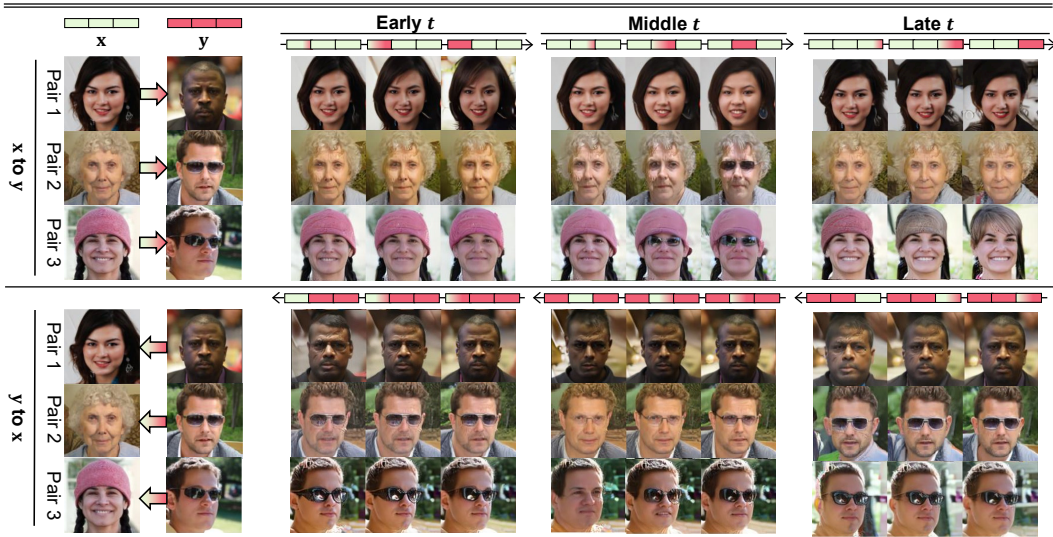 Early t
Middle t
Late t
x
y
x to y
Pair 1
Pair 2
Pair 3
y to x
Pair 1
Pair 2
Pair 3